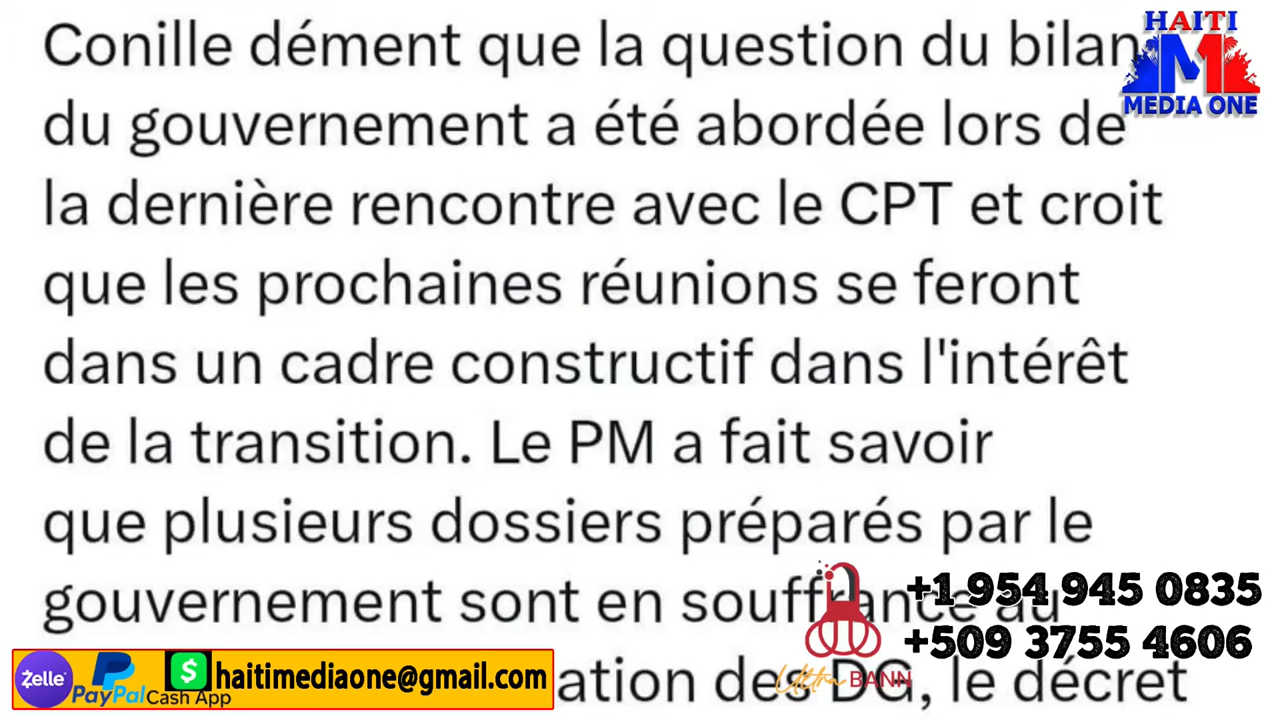 Conille dément que la question du bilan
du gouvernement a été abordée lors de
la dernière rencontre avec le CPT et croit
que les prochaines réunions se feront
dans un cadre constructif dans l'intérêt
de la transition. Le PM a fait savoir
que plusieurs dossiers préparés par le
gouvernement sont en souffrance au
ation des DG, le décret
HAITI
M
MEDIA ONE
+1 954 945 0835
+509 3755 4606
Zelle
PayPal
$
Cash App
haitimediaone@gmail.com
Ultra BANN